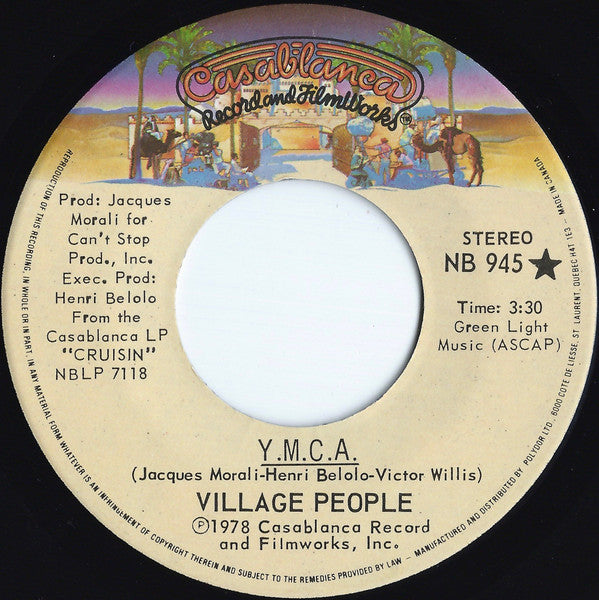 Casablanca
Record and FilmWorks
Prod: Jacques
Morali for
Can't Stop
Prod., Inc.
Exec. Prod:
Henri Belolo
From the
Casablanca LP
"CRUISIN"
NBLP 7118
STEREO
NB 945★
Time: 3:30
Green Light
Music (ASCAP)
Y.M.C.A.
(Jacques Morali-Henri Belolo-Victor Willis)
VILLAGE PEOPLE
Ⓟ1978 Casablanca Record
and Filmworks, Inc.
REPRODUCTION OF THIS RECORDING, IN WHOLE OR IN PART, IN ANY MATERIAL FORM WHATEVER IS AN INFRINGEMENT OF COPYRIGHT THEREIN AND SUBJECT TO THE REMEDIES PROVIDED BY LAW – MANUFACTURED AND DISTRIBUTED BY POLYDOR LTD., 6000 COTE DE LIESSE, ST. LAURENT, QUEBEC H4T 1E3 – MADE IN CANADA